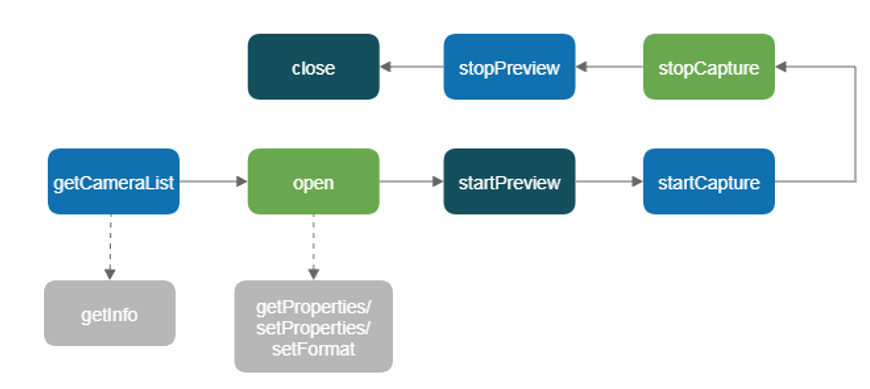 close
stopPreview
stopCapture
getCameraList
open
startPreview
startCapture
getInfo
getProperties/
setProperties/
setFormat